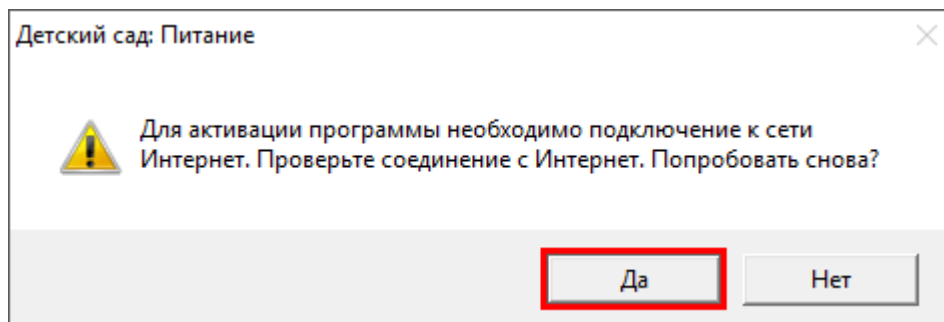 Детский сад: Питание
Для активации программы необходимо подключение к сети
Интернет. Проверьте соединение с Интернет. Попробовать снова?
Да
Нет